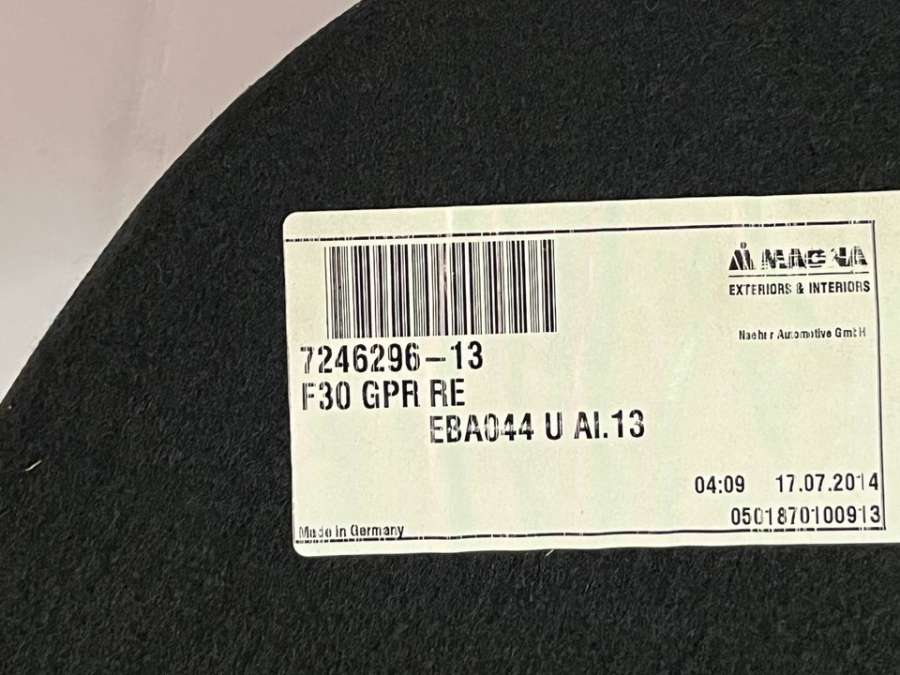 MAGNA
EXTERIORS & INTERIORS
Automotive GmbH
7246296-13
F30 GPR RE
EBA044 U AI.13
04:09 17.07.2014
0501870100913
Made in Germany